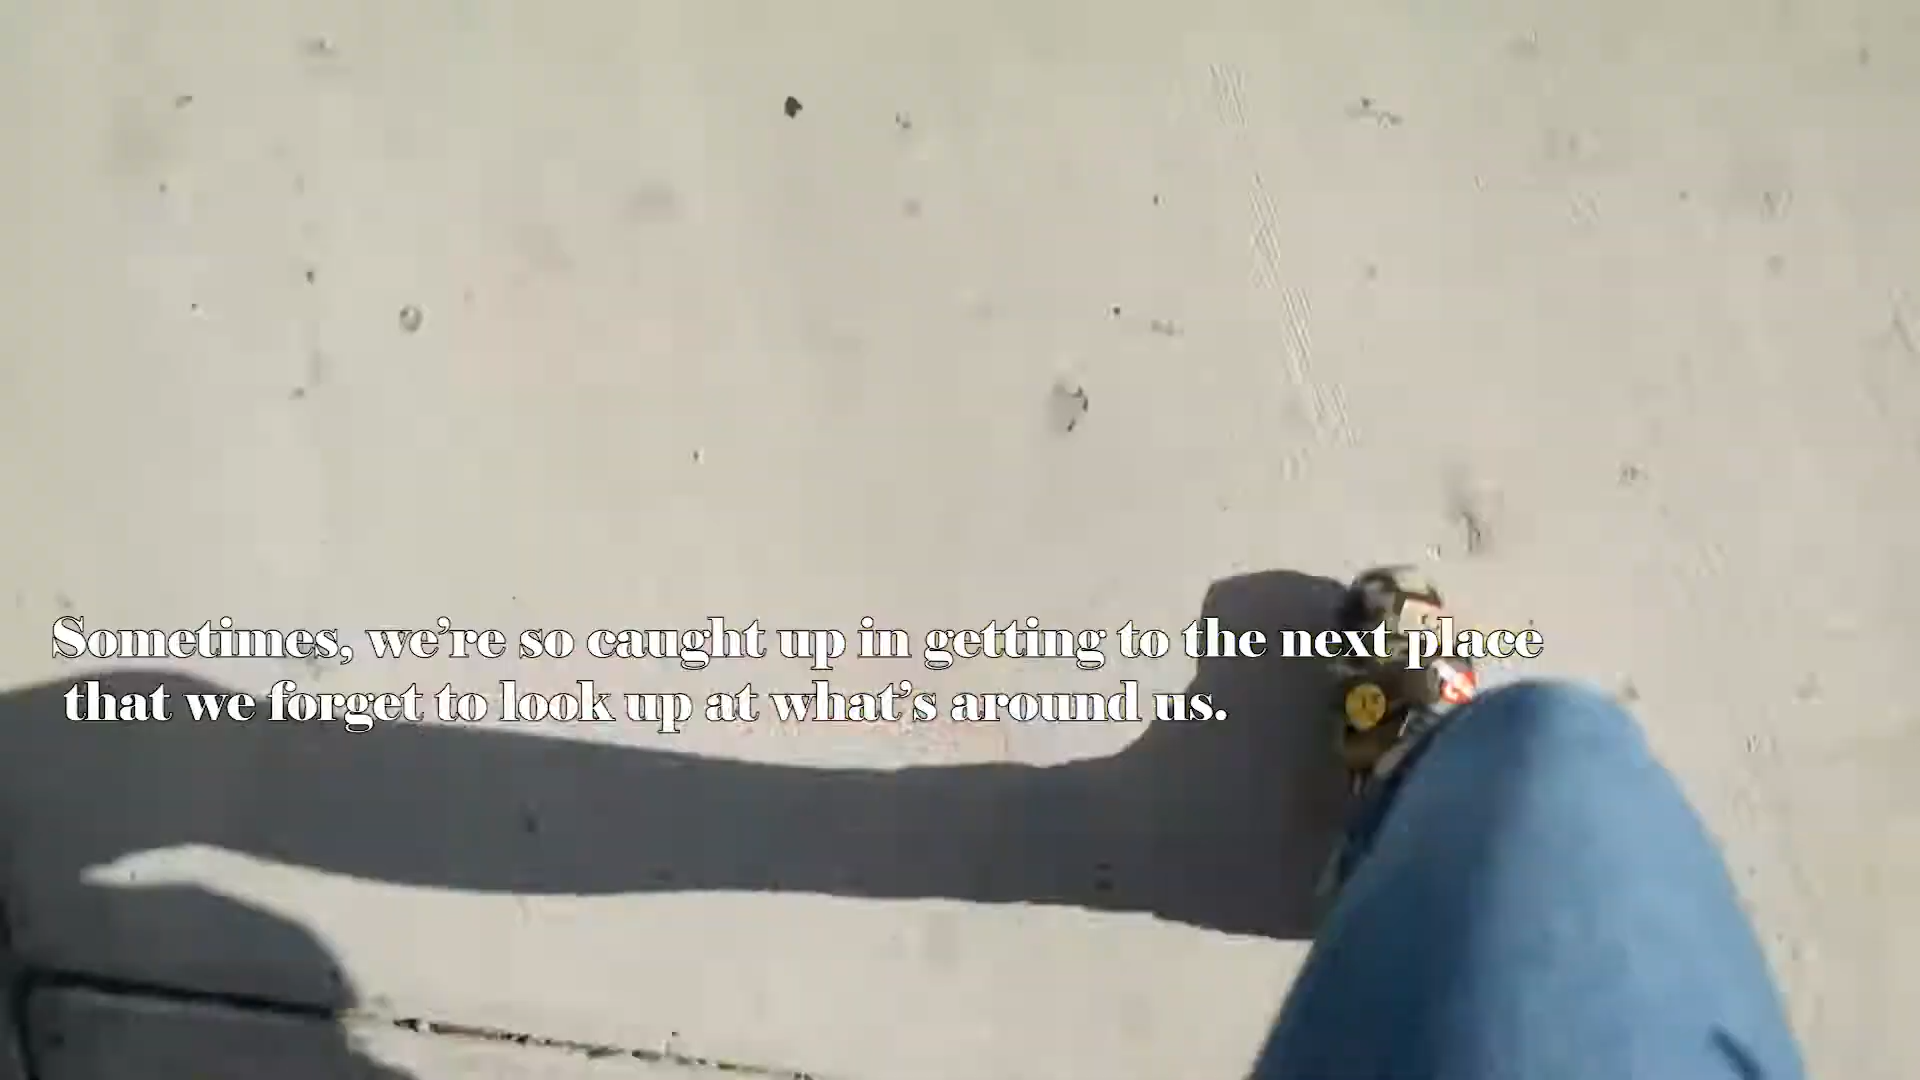 Sometimes, we’re so caught up in getting to the next place
that we forget to look up at what’s around us.